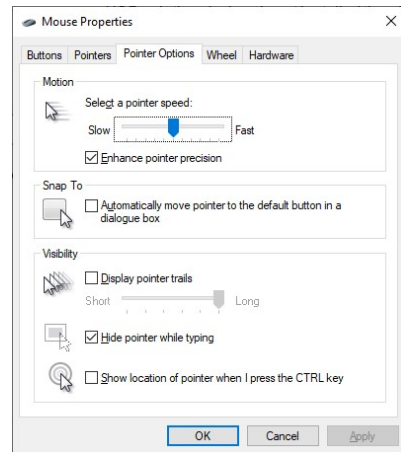 Mouse Properties
Buttons Pointers Pointer Options Wheel Hardware
Motion
Select a pointer speed:
Slow Fast
Enhance pointer precision
Snap To
Automatically move pointer to the default button in a
dialogue box
Visibility
Display pointer trails
Short Long
Hide pointer while typing
Show location of pointer when I press the CTRL key
OK Cancel Apply